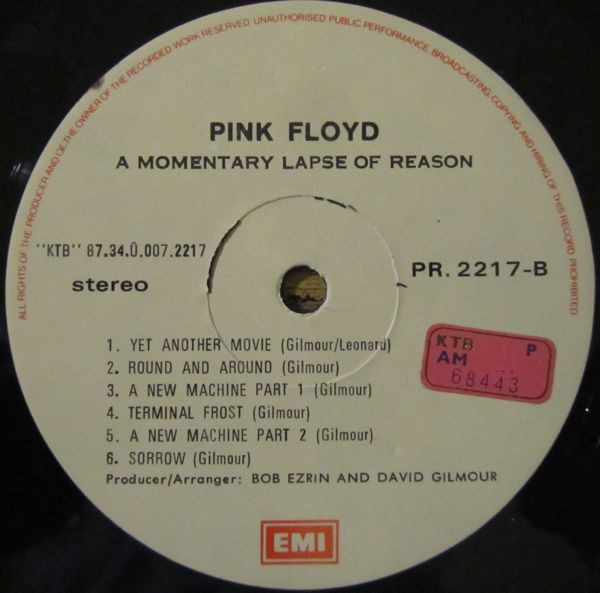 ALL RIGHTS OF THE PRODUCER AND OF THE OWNER OF THE RECORDED WORK RESERVED UNAUTHORISED PUBLIC PERFORMANCE, BROADCASTING, COPYING AND HIRING OF THIS RECORD PROHIBITED
PINK FLOYD
A MOMENTARY LAPSE OF REASON
"KTB" 87.34.Ü.007.2217
stereo
PR. 2217-B
1. YET ANOTHER MOVIE (Gilmour/Leonard)
2. ROUND AND AROUND (Gilmour)
3. A NEW MACHINE PART 1 (Gilmour)
4. TERMINAL FROST (Gilmour)
5. A NEW MACHINE PART 2 (Gilmour)
6. SORROW (Gilmour)
KTB P
AM
68443
Producer/Arranger: BOB EZRIN AND DAVID GILMOUR
EMI